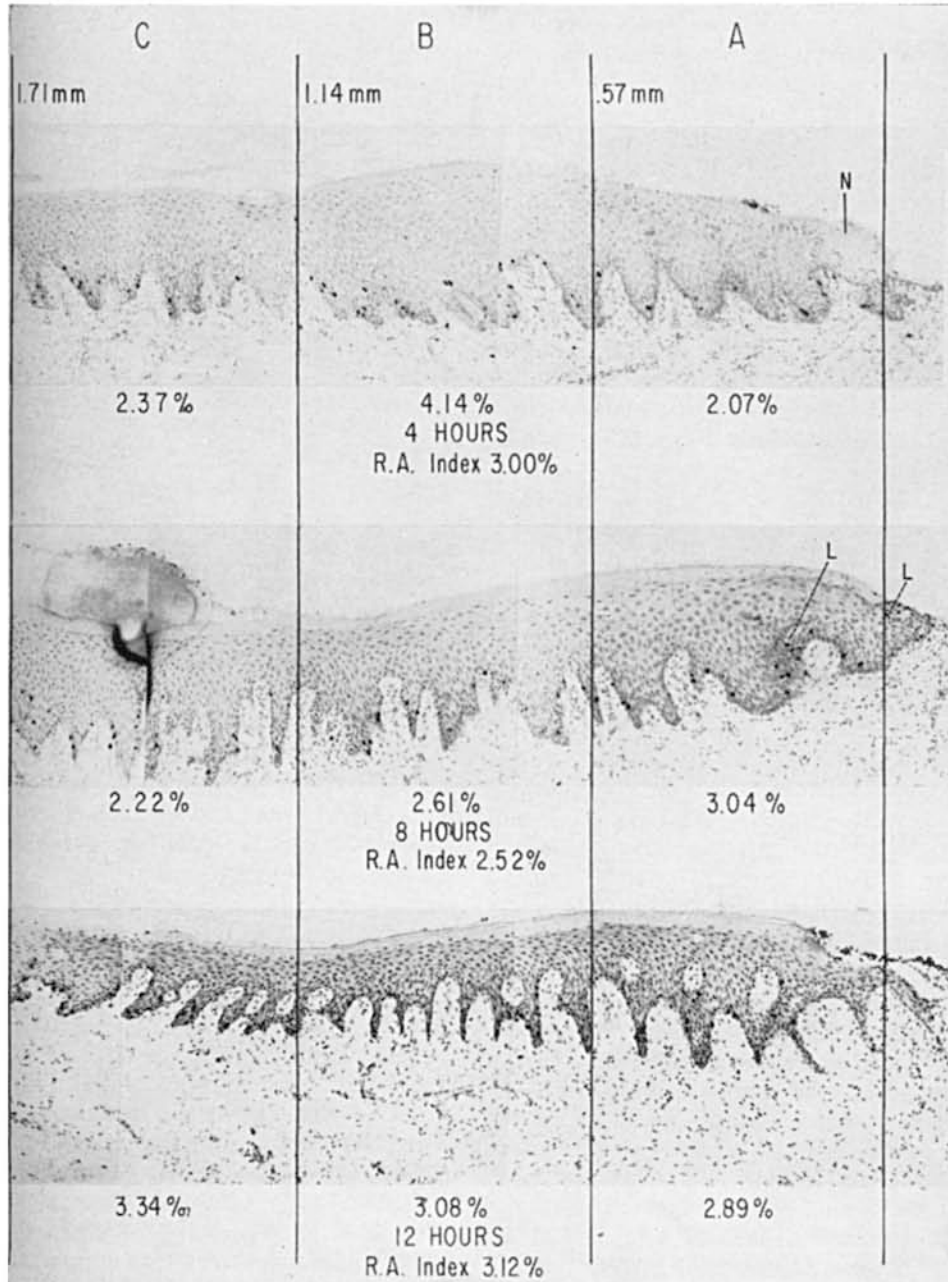 C B A
1.71mm 1.14mm .57mm
N
2.37% 4.14% 2.07%
4 HOURS
R.A. Index 3.00%
L L
2.22% 2.61% 3.04%
8 HOURS
R.A. Index 2.52%
3.34% 3.08% 2.89%
12 HOURS
R.A. Index 3.12%